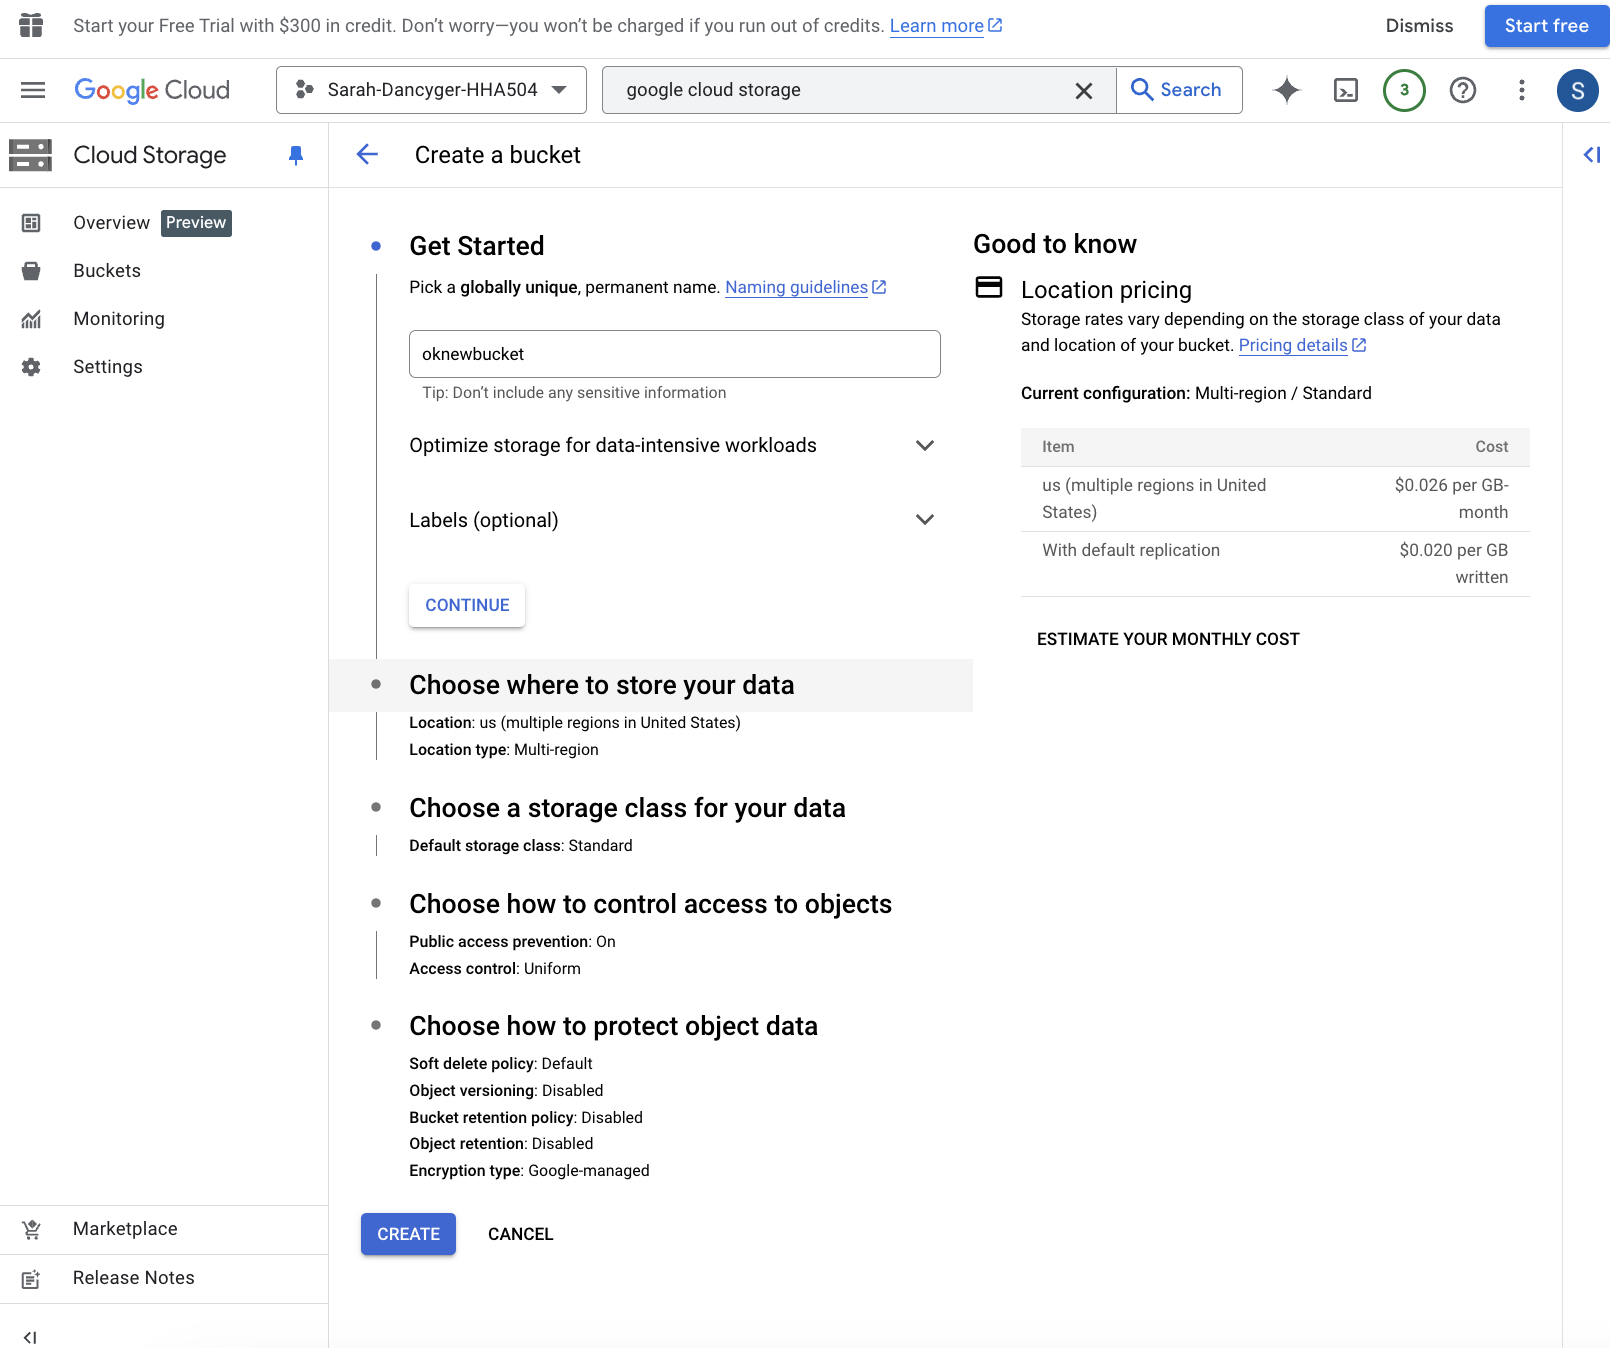 Start your Free Trial with $300 in credit. Don’t worry—you won’t be charged if you run out of credits. Learn more
Dismiss
Start free
Google Cloud
Sarah-Dancyger-HHA504
google cloud storage
Search
3
S
Cloud Storage
Create a bucket
Overview Preview
Buckets
Monitoring
Settings
Get Started
Pick a globally unique, permanent name. Naming guidelines
oknewbucket
Tip: Don’t include any sensitive information
Optimize storage for data-intensive workloads
Labels (optional)
CONTINUE
Choose where to store your data
Location: us (multiple regions in United States)
Location type: Multi-region
Choose a storage class for your data
Default storage class: Standard
Choose how to control access to objects
Public access prevention: On
Access control: Uniform
Choose how to protect object data
Soft delete policy: Default
Object versioning: Disabled
Bucket retention policy: Disabled
Object retention: Disabled
Encryption type: Google-managed
CREATE
CANCEL
Good to know
Location pricing
Storage rates vary depending on the storage class of your data
and location of your bucket. Pricing details
Current configuration: Multi-region / Standard
Item Cost
us (multiple regions in United $0.026 per GB-
States) month
With default replication $0.020 per GB
written
ESTIMATE YOUR MONTHLY COST
Marketplace
Release Notes